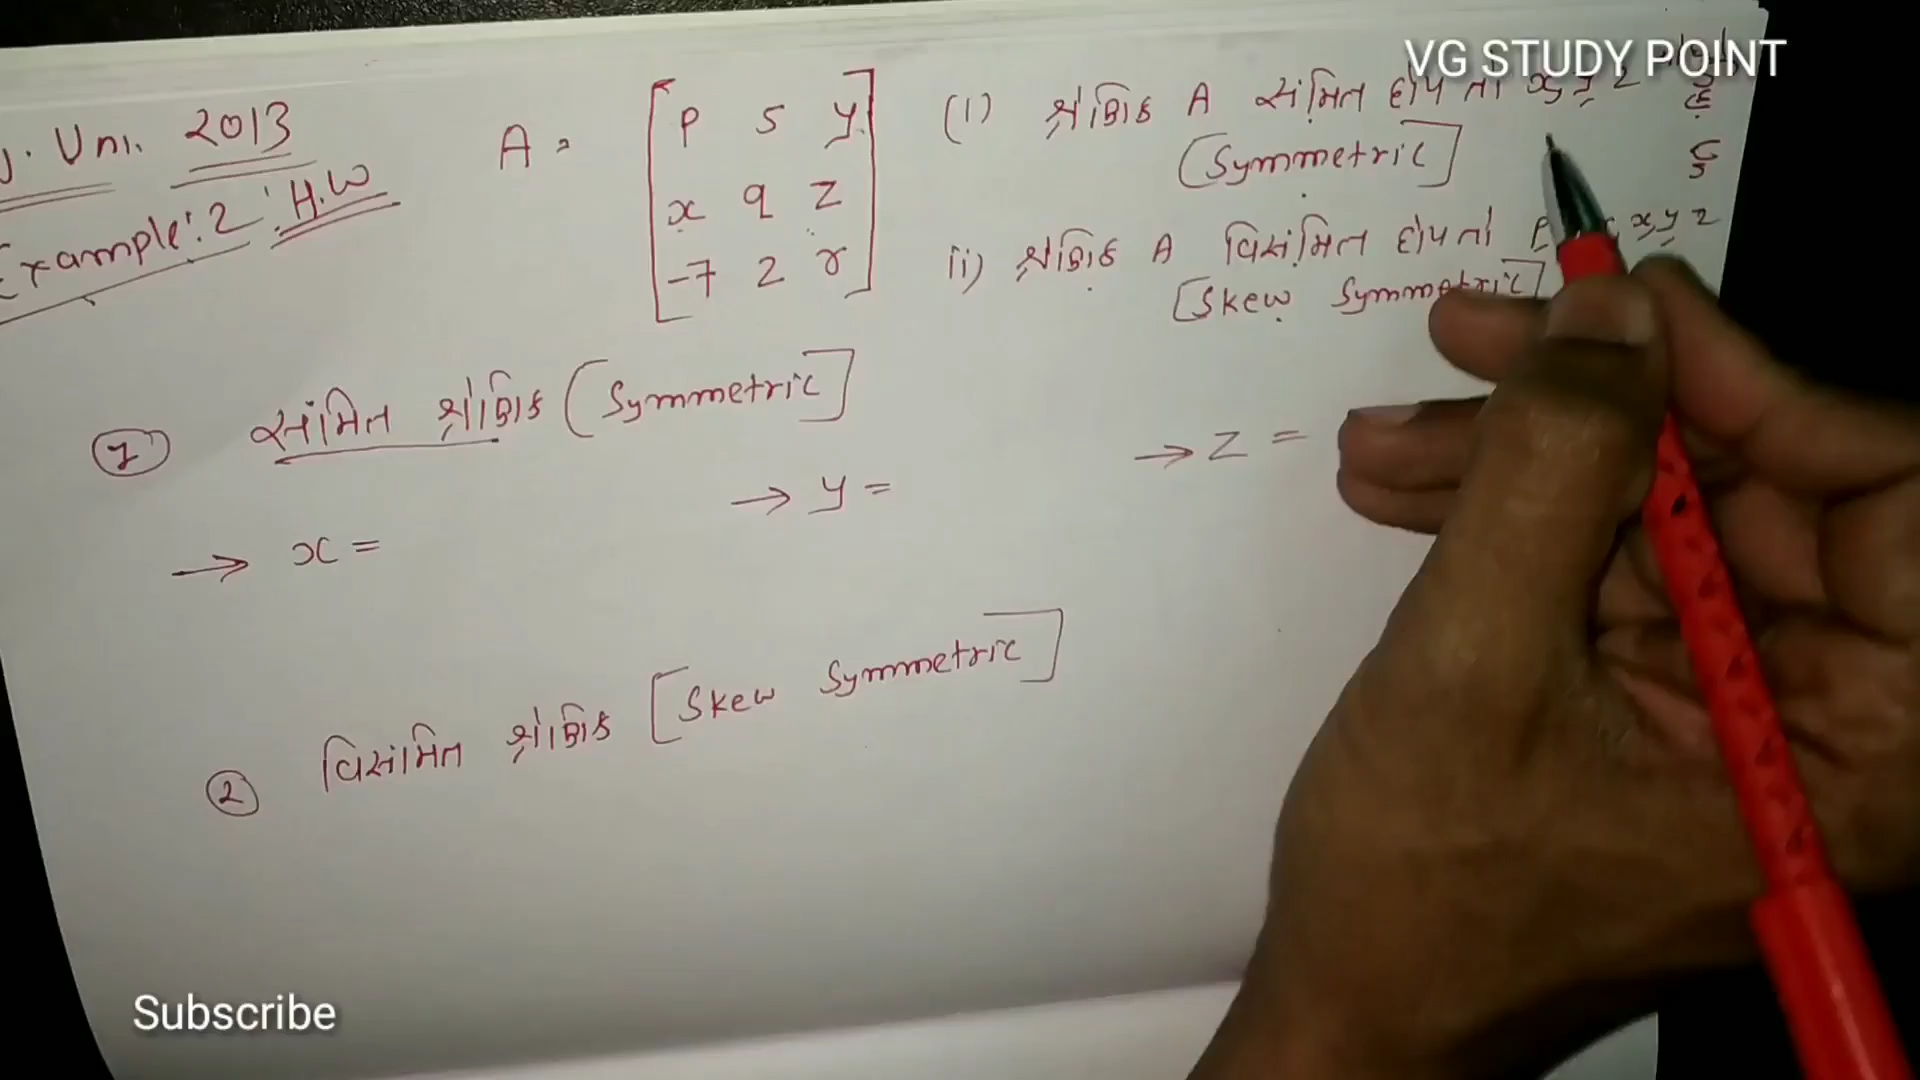 VG STUDY POINT
J. Uni. 2013
Example:2 H.W
A = [ p 5 y
x q z
-7 2 r ]
(i) શ્રેણિક A સંમિત હોય તો x, y, z
[Symmetric]
ii) શ્રેણિક A વિસંમિત હોય તો x, y, z
[Skew Symmetric]
1 સંમિત શ્રેણિક [Symmetric]
→ x = → y = → z =
2 વિસંમિત શ્રેણિક [Skew Symmetric]
Subscribe